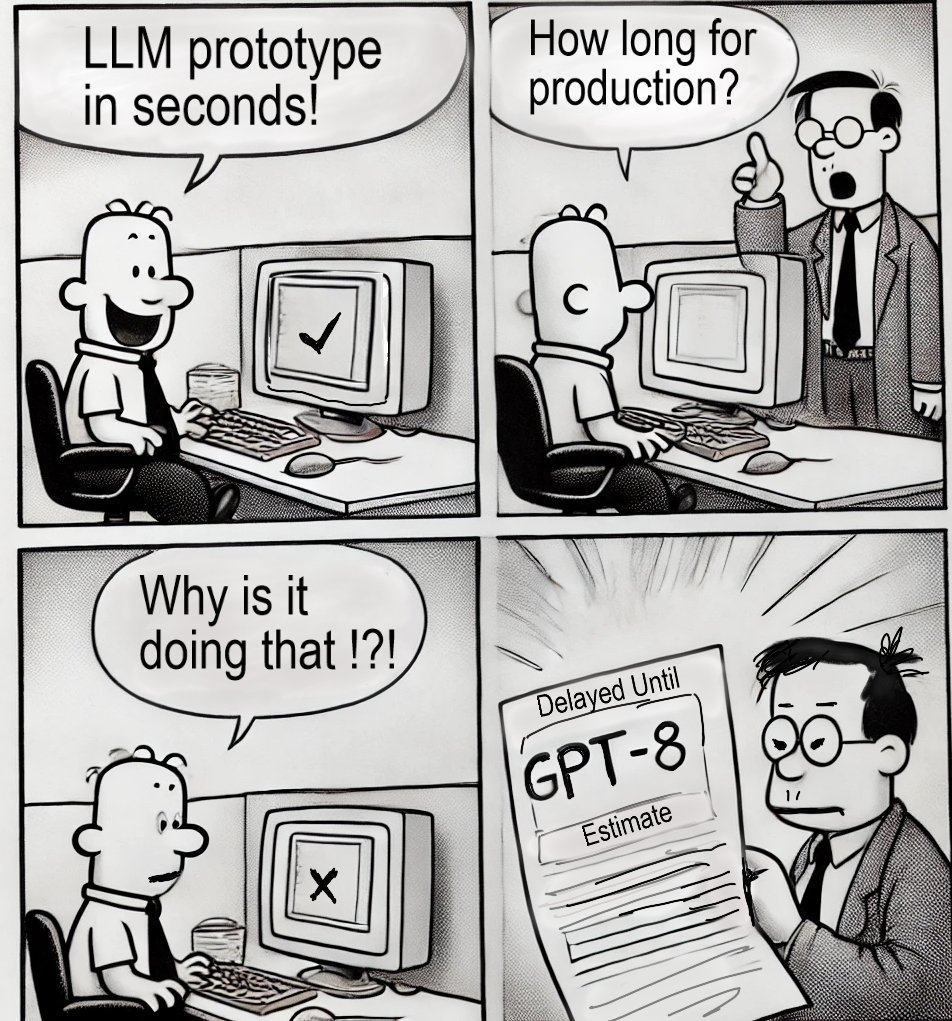 LLM prototype
in seconds!
How long for
production?
Why is it
doing that !?!
Delayed Until
GPT-8
Estimate